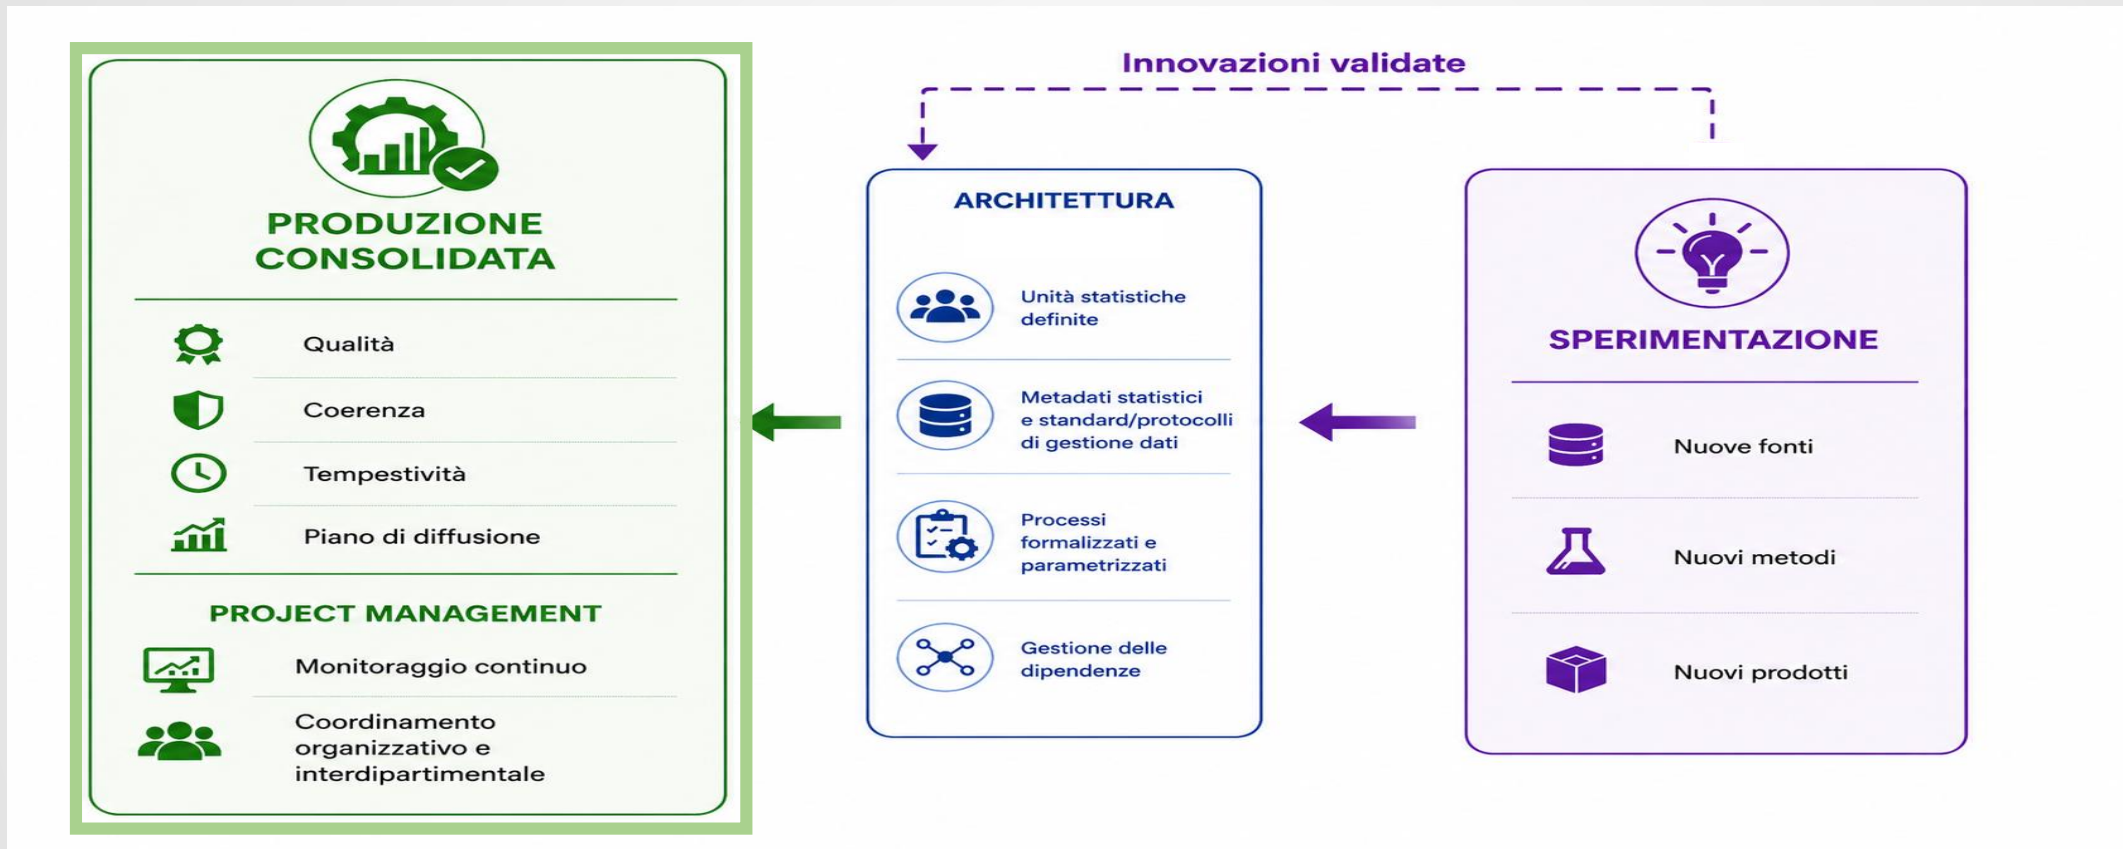 PRODUZIONE
CONSOLIDATA
Qualità
Coerenza
Tempestività
Piano di diffusione
PROJECT MANAGEMENT
Monitoraggio continuo
Coordinamento
organizzativo e
interdipartimentale
Innovazioni validate
ARCHITETTURA
Unità statistiche
definite
Metadati statistici
e standard/protocolli
di gestione dati
Processi
formalizzati e
parametrizzati
Gestione delle
dipendenze
SPERIMENTAZIONE
Nuove fonti
Nuovi metodi
Nuovi prodotti